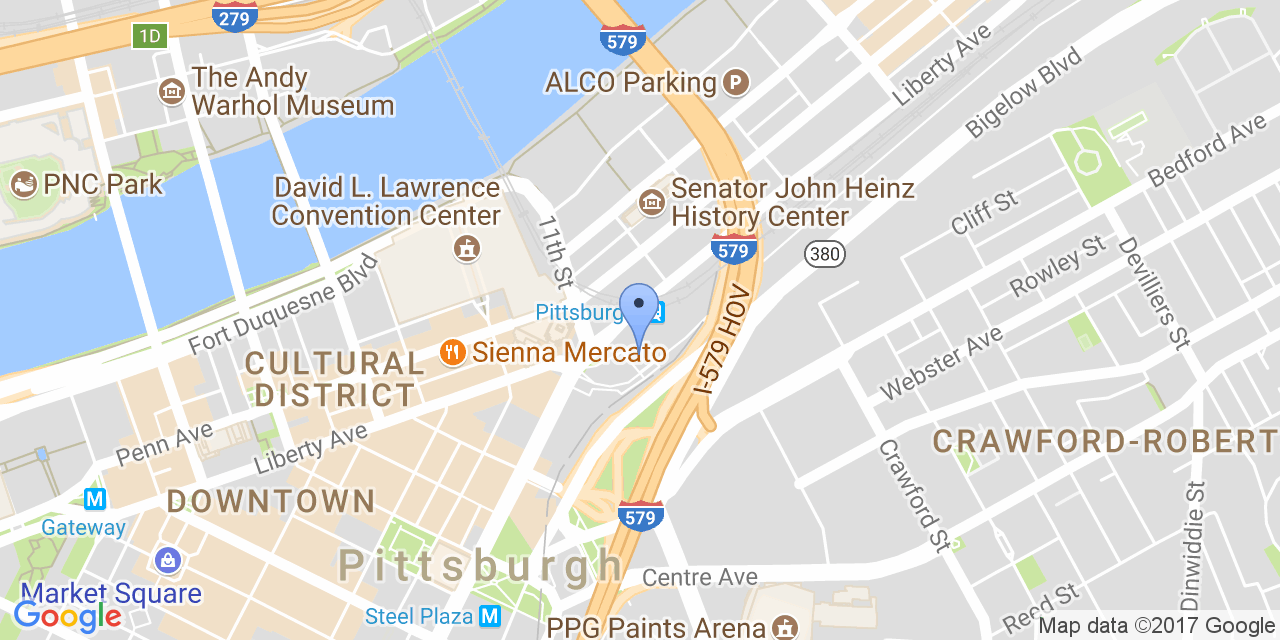 279
1D
579
ALCO Parking
P
Liberty Ave
Bigelow Blvd
The Andy
Warhol Museum
PNC Park
David L. Lawrence
Convention Center
Senator John Heinz
History Center
Bedford Ave
Cliff St
11th St
579
380
Rowley St
Devilliers St
Fort Duquesne Blvd
Pittsburg
I-579 HOV
Sienna Mercato
CULTURAL
DISTRICT
Webster Ave
Penn Ave
Liberty Ave
CRAWFORD-ROBERT
Crawford St
DOWNTOWN
M
Gateway
579
Dinwiddie St
Pittsburgh
Centre Ave
Market Square
Google
Steel Plaza
M
PPG Paints Arena
Reed St
Map data ©2017 Google